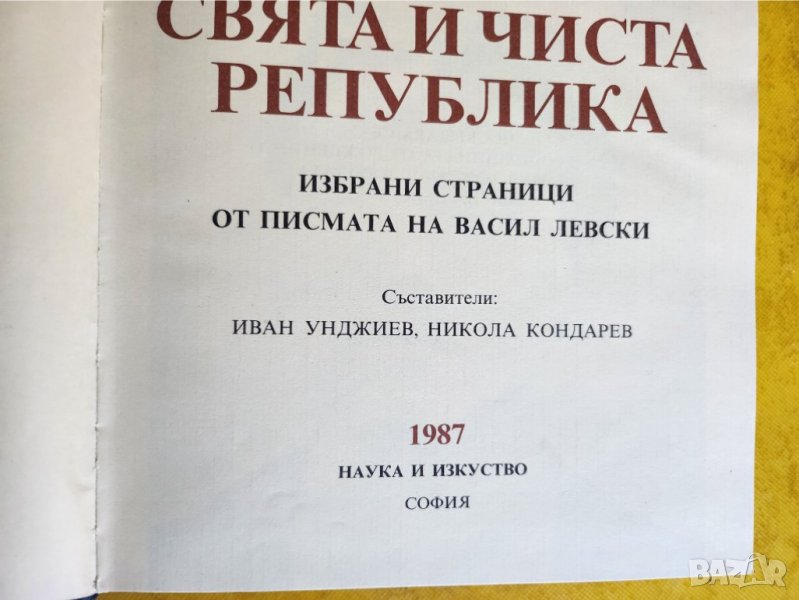 СВЯТА И ЧИСТА
РЕПУБЛИКА
ИЗБРАНИ СТРАНИЦИ
ОТ ПИСМАТА НА ВАСИЛ ЛЕВСКИ
Съставители:
ИВАН УНДЖИЕВ, НИКОЛА КОНДАРЕВ
1987
НАУКА И ИЗКУСТВО
СОФИЯ
BAZAR